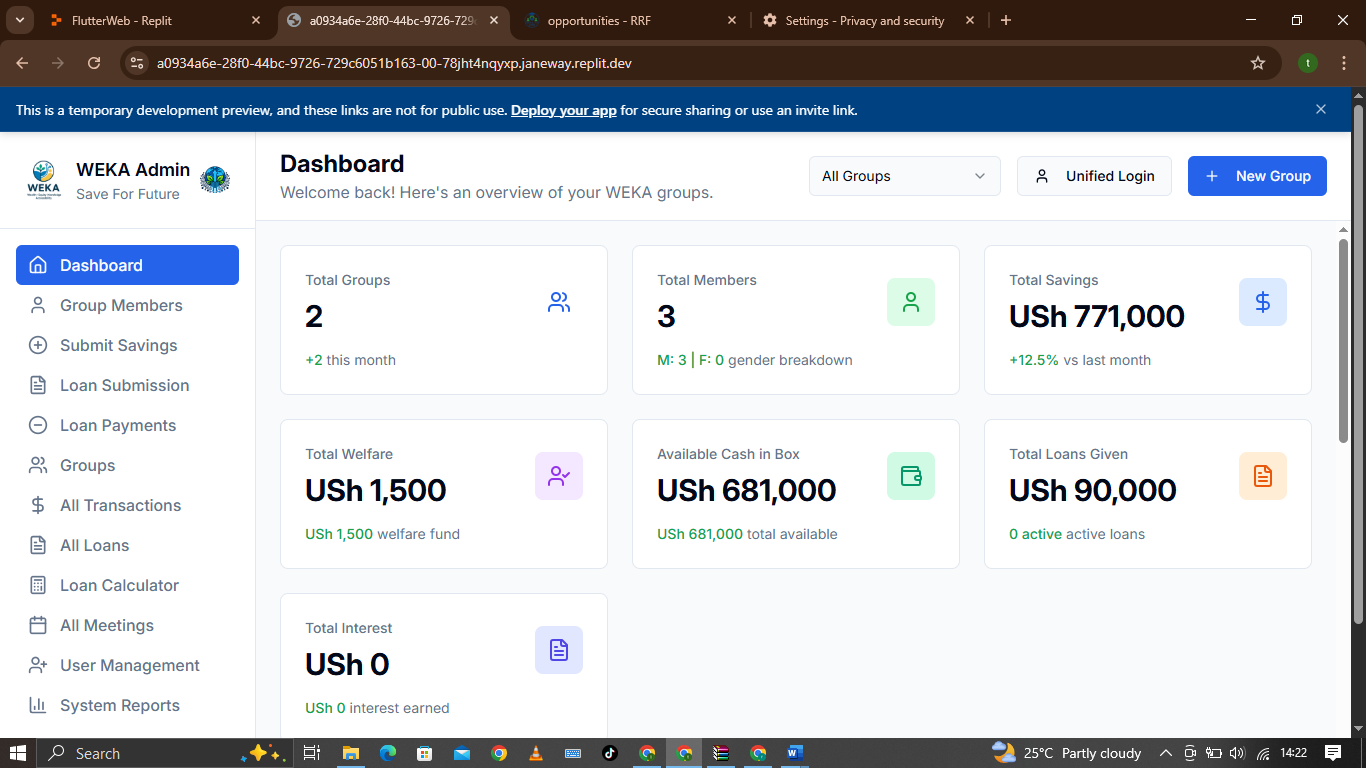 FlutterWeb - Replit
a0934a6e-28f0-44bc-9726-729c
opportunities - RRF
Settings - Privacy and security
a0934a6e-28f0-44bc-9726-729c6051b163-00-78jht4nqyxp.janeway.replit.dev
t
This is a temporary development preview, and these links are not for public use. Deploy your app for secure sharing or use an invite link.
WEKA
WEKA Admin
Save For Future
Dashboard
Welcome back! Here's an overview of your WEKA groups.
All Groups
Unified Login
New Group
Dashboard
Group Members
Submit Savings
Loan Submission
Loan Payments
Groups
All Transactions
All Loans
Loan Calculator
All Meetings
User Management
System Reports
Total Groups
2
+2 this month
Total Members
3
M: 3 | F: 0 gender breakdown
Total Savings
USh 771,000
+12.5% vs last month
Total Welfare
USh 1,500
USh 1,500 welfare fund
Available Cash in Box
USh 681,000
USh 681,000 total available
Total Loans Given
USh 90,000
0 active active loans
Total Interest
USh 0
USh 0 interest earned
Search
25°C Partly cloudy
14:22